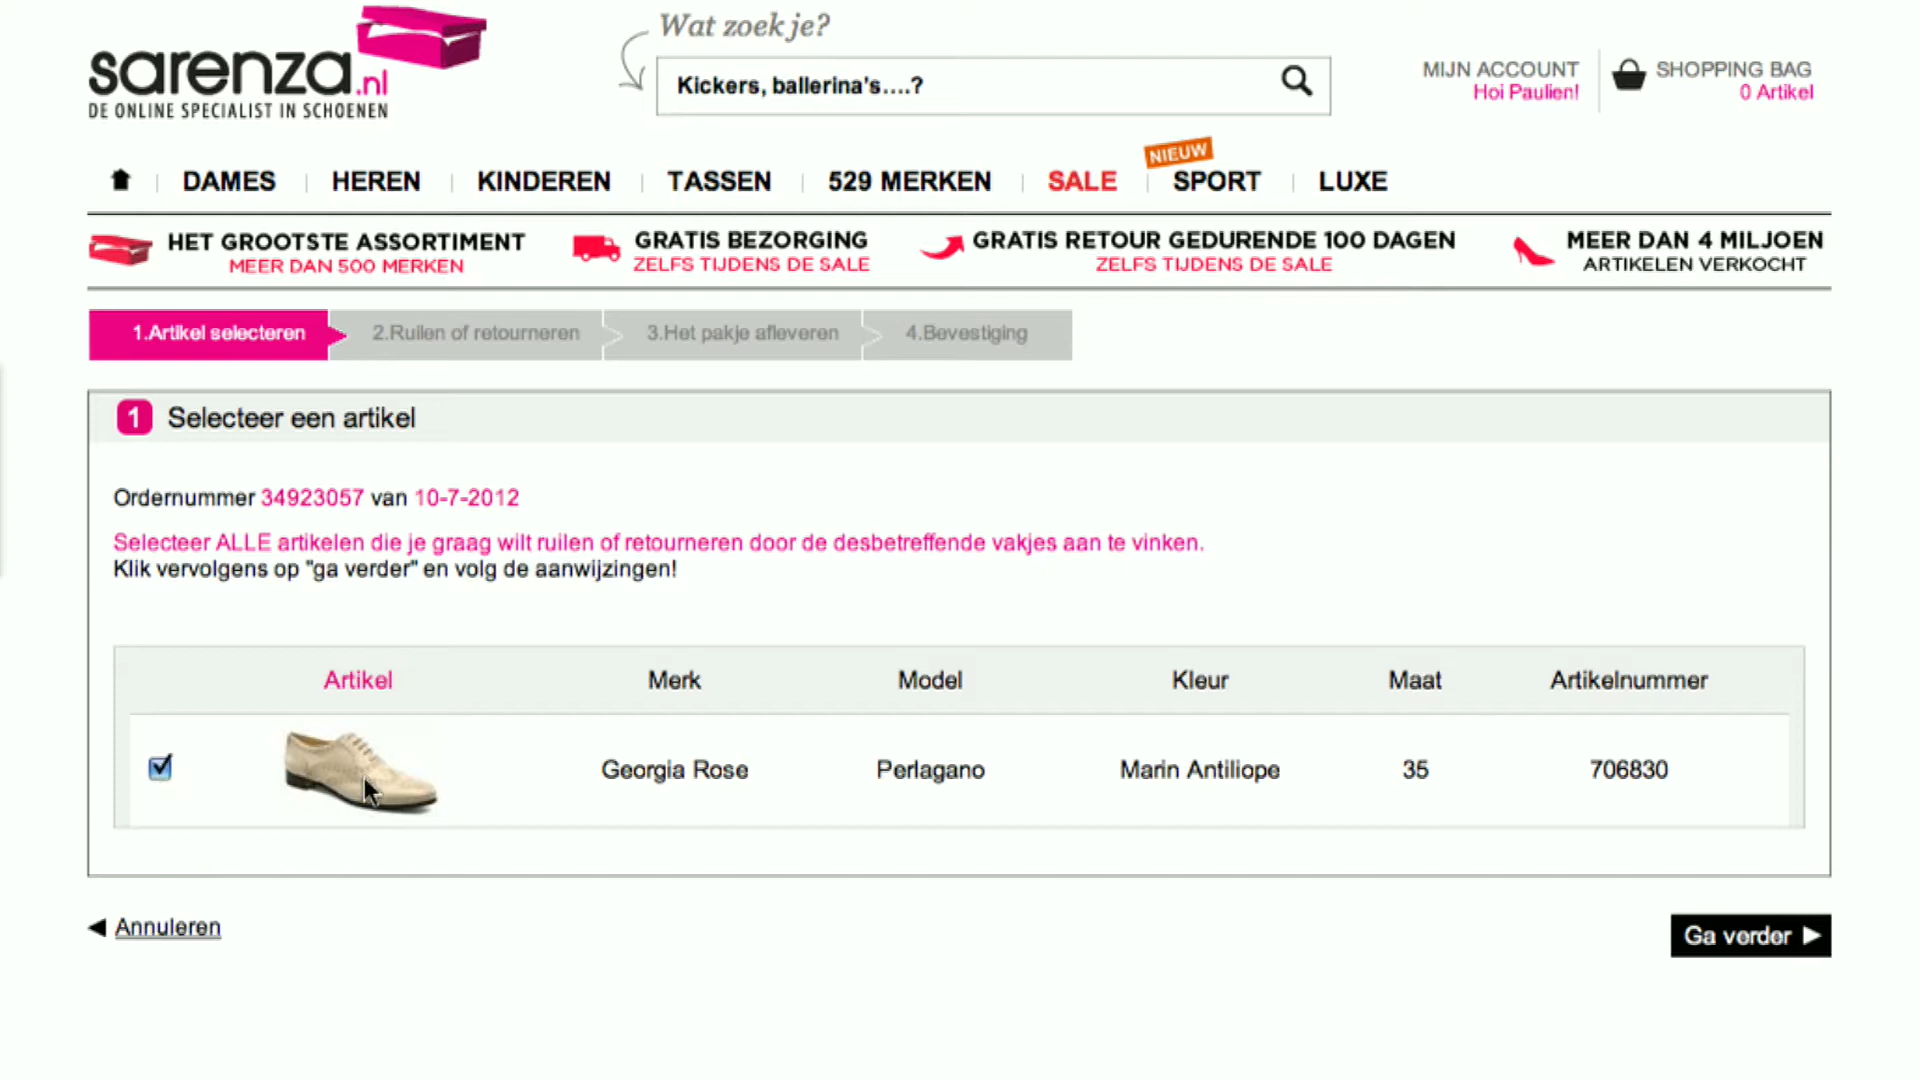 sarenza.nl
DE ONLINE SPECIALIST IN SCHOENEN
Wat zoek je?
Kickers, ballerina's....?
MIJN ACCOUNT
Hoi Paulien!
SHOPPING BAG
0 Artikel
DAMES HEREN KINDEREN TASSEN 529 MERKEN SALE NIEUW SPORT LUXE
HET GROOTSTE ASSORTIMENT
MEER DAN 500 MERKEN
GRATIS BEZORGING
ZELFS TIJDENS DE SALE
GRATIS RETOUR GEDURENDE 100 DAGEN
ZELFS TIJDENS DE SALE
MEER DAN 4 MILJOEN
ARTIKELEN VERKOCHT
1.Artikel selecteren 2.Ruilen of retourneren 3.Het pakje afleveren 4.Bevestiging
1 Selecteer een artikel
Ordernummer 34923057 van 10-7-2012
Selecteer ALLE artikelen die je graag wilt ruilen of retourneren door de desbetreffende vakjes aan te vinken.
Klik vervolgens op "ga verder" en volg de aanwijzingen!
Artikel Merk Model Kleur Maat Artikelnummer
Georgia Rose Perlagano Marin Antiliope 35 706830
Annuleren
Ga verder